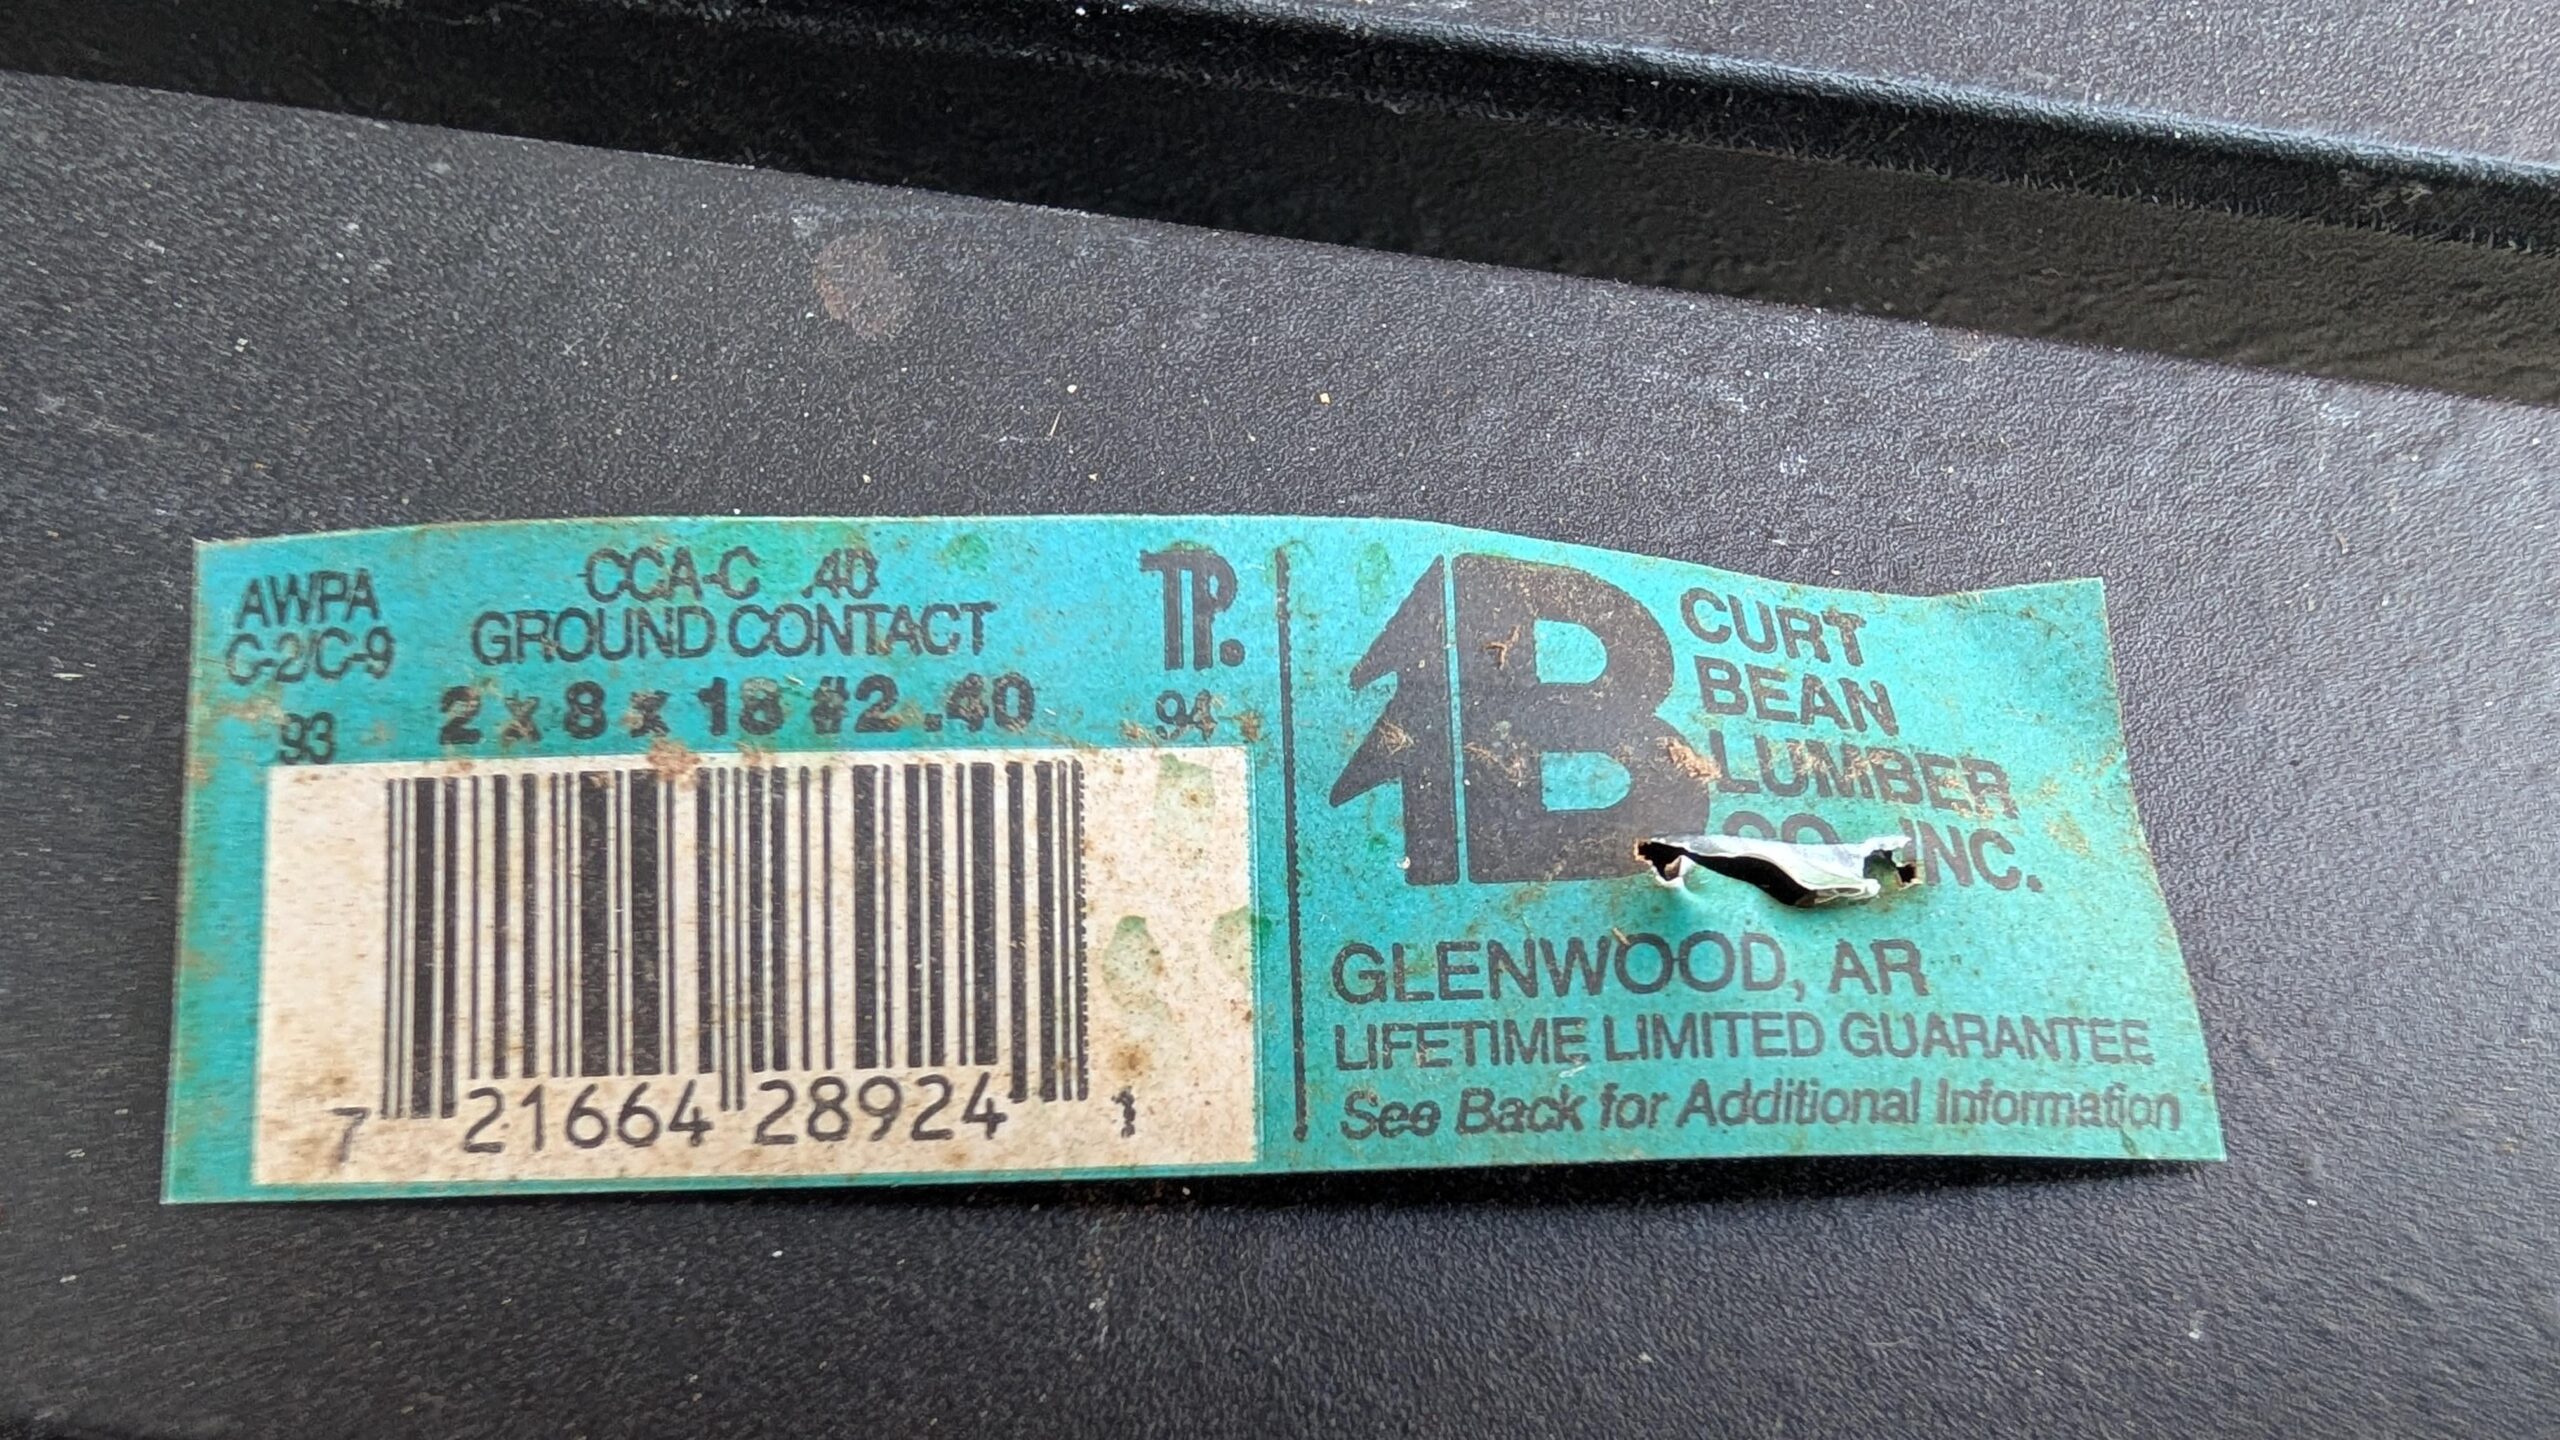 AWPA
C-2/C-9
93
CCA-C .40
GROUND CONTACT
2 x 8 x 18 #2 .40
TP.
94
7 21664 28924 1
B
CURT
BEAN
LUMBER
CO., INC.
GLENWOOD, AR
LIFETIME LIMITED GUARANTEE
See Back for Additional Information